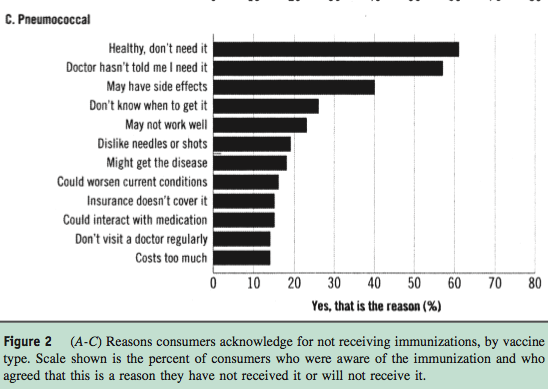 C. Pneumococcal
Healthy, don't need it
Doctor hasn't told me I need it
May have side effects
Don't know when to get it
May not work well
Dislike needles or shots
Might get the disease
Could worsen current conditions
Insurance doesn't cover it
Could interact with medication
Don't visit a doctor regularly
Costs too much
0 10 20 30 40 50 60 70 80
Yes, that is the reason (%)
Figure 2 (A-C) Reasons consumers acknowledge for not receiving immunizations, by vaccine
type. Scale shown is the percent of consumers who were aware of the immunization and who
agreed that this is a reason they have not received it or will not receive it.